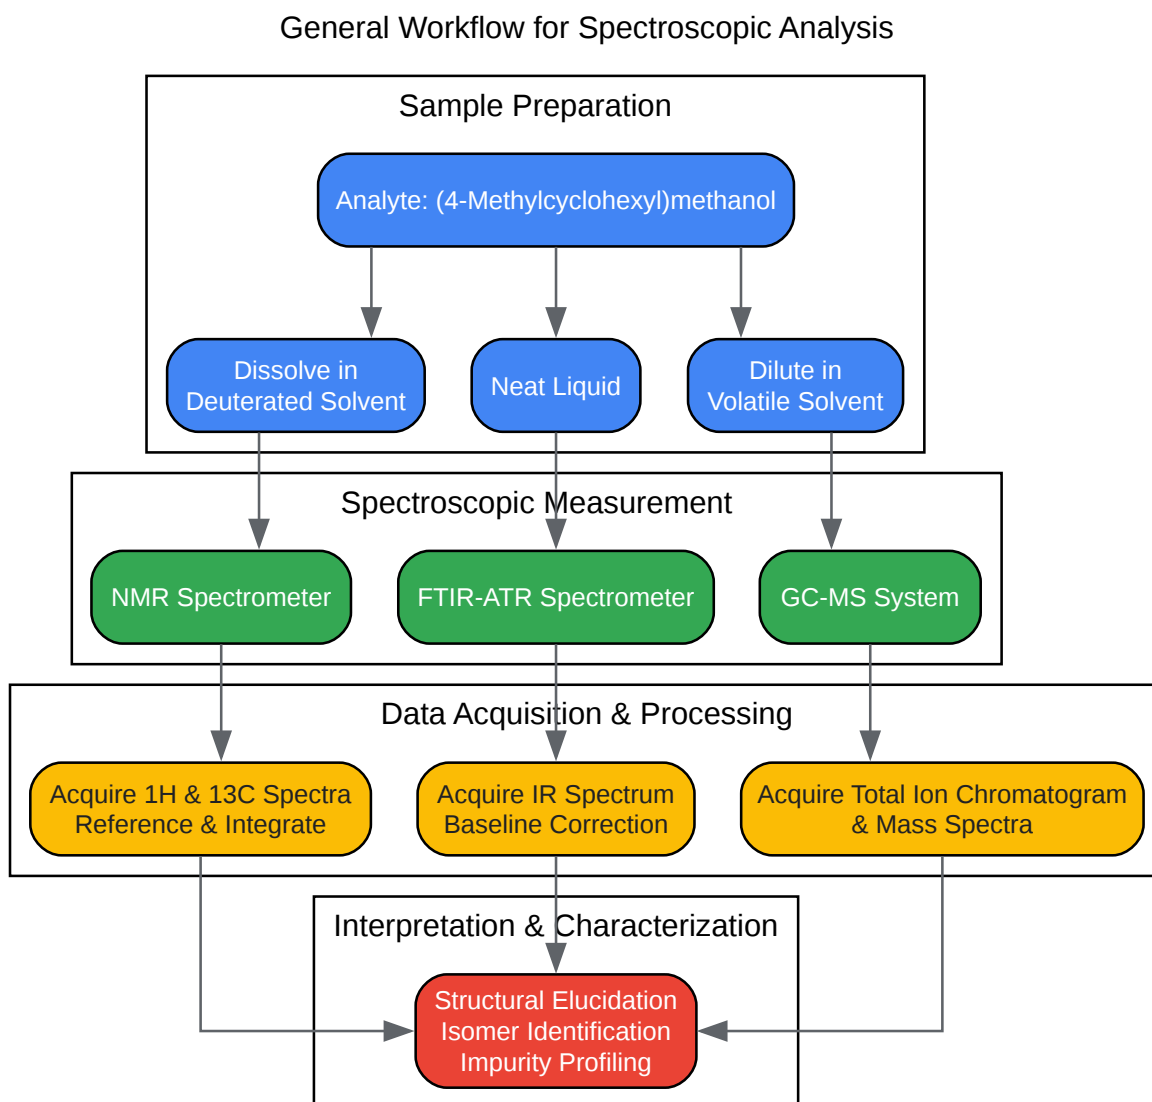 General Workflow for Spectroscopic Analysis
Sample Preparation
Analyte: (4-Methylcyclohexyl)methanol
Dissolve in
Deuterated Solvent
Neat Liquid
Dilute in
Volatile Solvent
Spectroscopic Measurement
NMR Spectrometer
FTIR-ATR Spectrometer
GC-MS System
Data Acquisition & Processing
Acquire 1H & 13C Spectra
Reference & Integrate
Acquire IR Spectrum
Baseline Correction
Acquire Total Ion Chromatogram
& Mass Spectra
Interpretation & Characterization
Structural Elucidation
Isomer Identification
Impurity Profiling